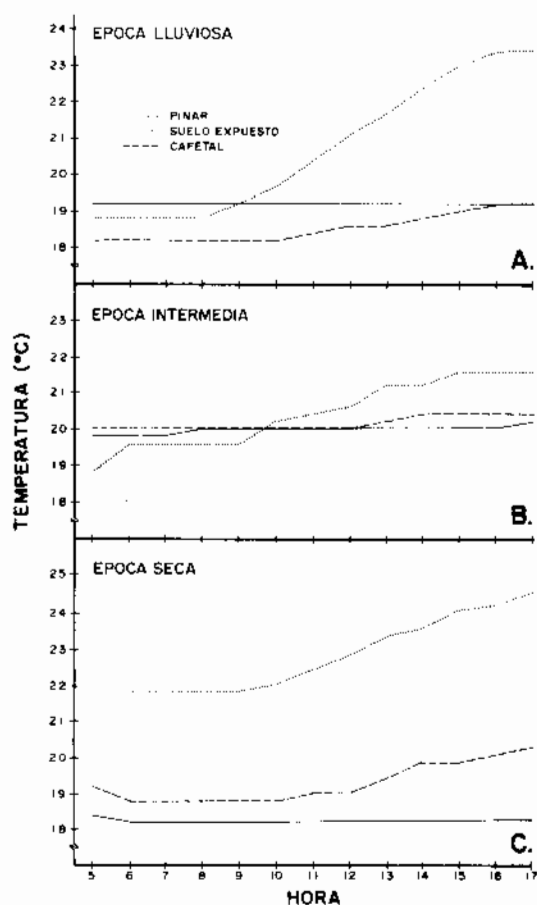 EPOCA LLUVIOSA
PINAR
SUELO EXPUESTO
CAFETAL
24
23
22
21
20
19
18
A.
EPOCA INTERMEDIA
23
22
21
20
19
18
B.
EPOCA SECA
25
24
23
22
21
20
19
18
C.
5 6 7 8 9 10 11 12 13 14 15 16 17
HORA
TEMPERATURA (°C)